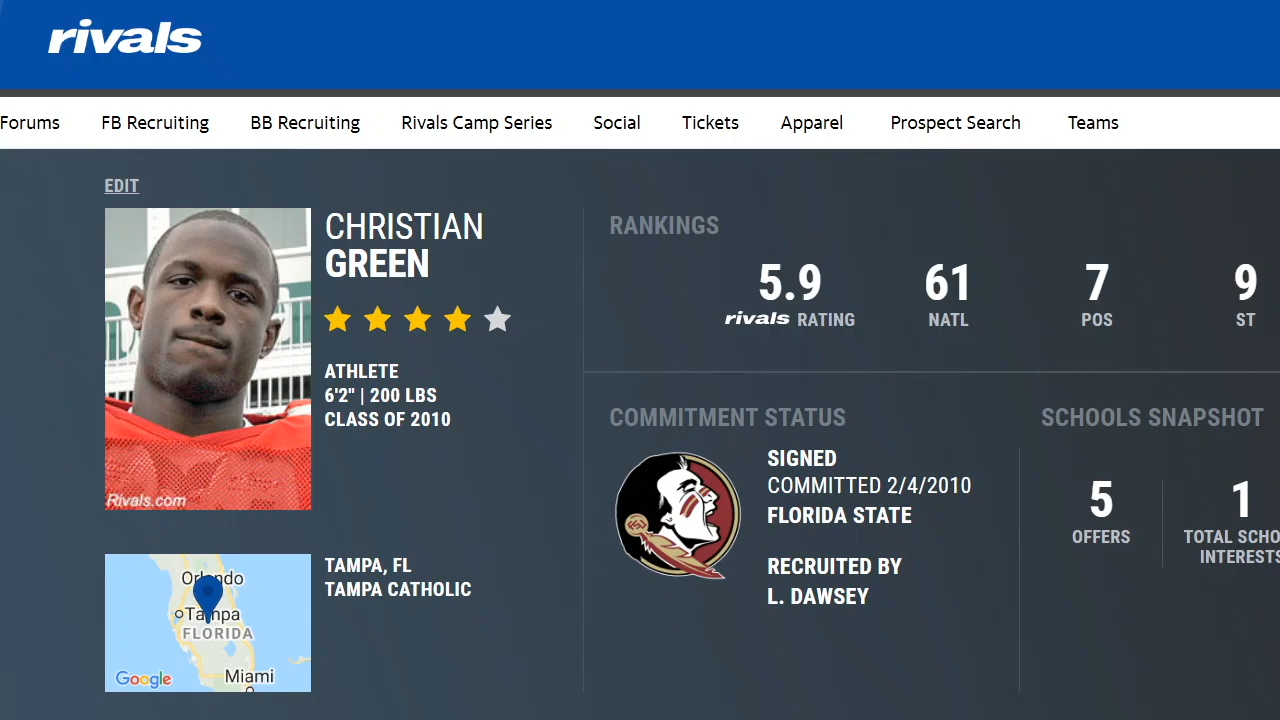 rivals
Forums FB Recruiting BB Recruiting Rivals Camp Series Social Tickets Apparel Prospect Search Teams
EDIT
CHRISTIAN
GREEN
ATHLETE
6'2" | 200 LBS
CLASS OF 2010
Rivals.com
TAMPA, FL
TAMPA CATHOLIC
Orlando
Tampa
FLORIDA
Miami
Google
RANKINGS
5.9 61 7 9
rivals RATING NATL POS ST
COMMITMENT STATUS
SIGNED
COMMITTED 2/4/2010
FLORIDA STATE
RECRUITED BY
L. DAWSEY
SCHOOLS SNAPSHOT
5 1
OFFERS TOTAL SCHO
INTERESTS